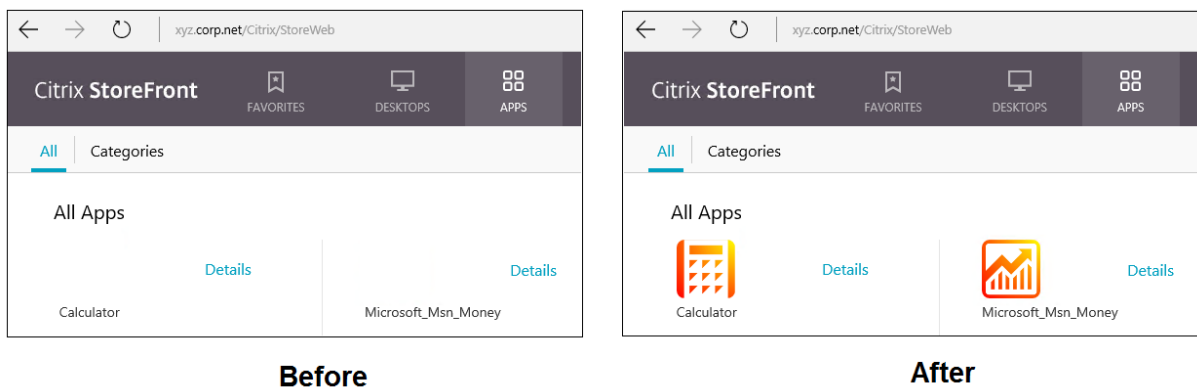 xyz.corp.net/Citrix/StoreWeb
Citrix StoreFront
FAVORITES
DESKTOPS
APPS
All
Categories
All Apps
Details
Details
Calculator
Microsoft_Msn_Money
Before
xyz.corp.net/Citrix/StoreWeb
Citrix StoreFront
FAVORITES
DESKTOPS
APPS
All
Categories
All Apps
Details
Details
Calculator
Microsoft_Msn_Money
After